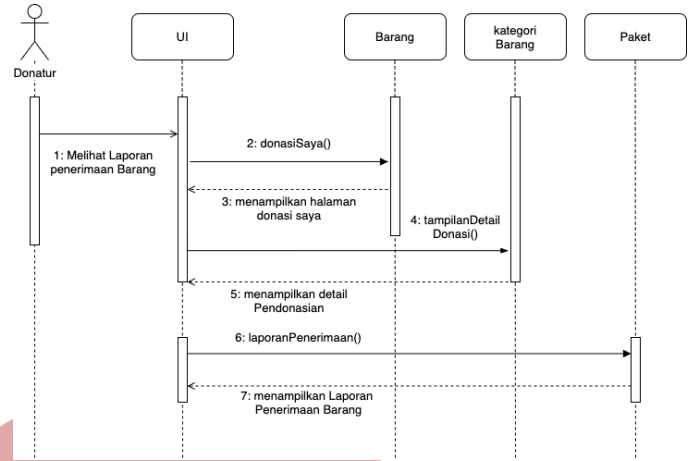 UI
Barang
kategori
Barang
Paket
Donatur
1: Melihat Laporan
penerimaan Barang
2: donasiSaya()
3: menampilkan halaman
donasi saya
4: tampilanDetail
Donasi()
5: menampilkan detail
Pendonasian
6: laporanPenerimaan()
7: menampilkan Laporan
Penerimaan Barang